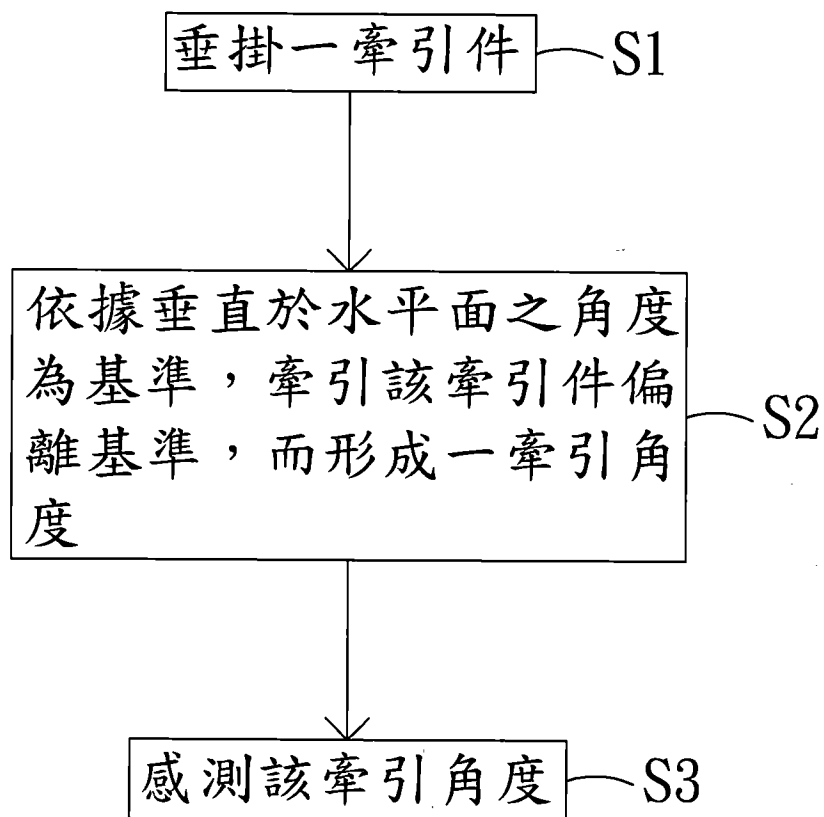 垂掛一牽引件
S1
依據垂直於水平面之角度
為基準，牽引該牽引件偏
離基準，而形成一牽引角
度
S2
感測該牽引角度
S3